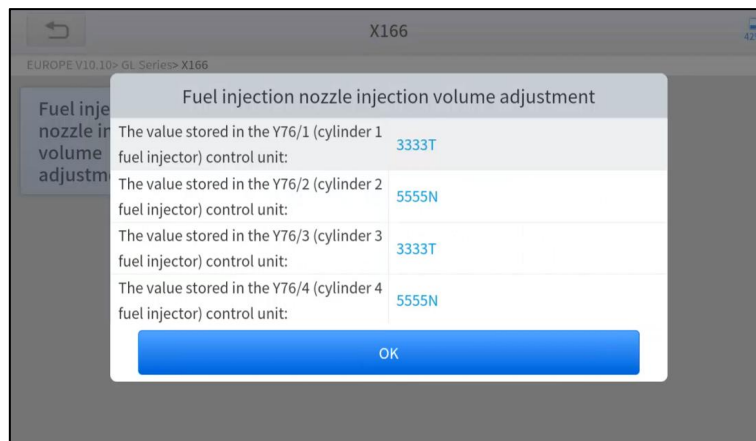 X166
EUROPE V10.10> GL Series> X166
Fuel injection nozzle injection volume adjustment
Fuel inje
nozzle in
volume
adjustm
The value stored in the Y76/1 (cylinder 1
fuel injector) control unit:
3333T
The value stored in the Y76/2 (cylinder 2
fuel injector) control unit:
5555N
The value stored in the Y76/3 (cylinder 3
fuel injector) control unit:
3333T
The value stored in the Y76/4 (cylinder 4
fuel injector) control unit:
5555N
OK